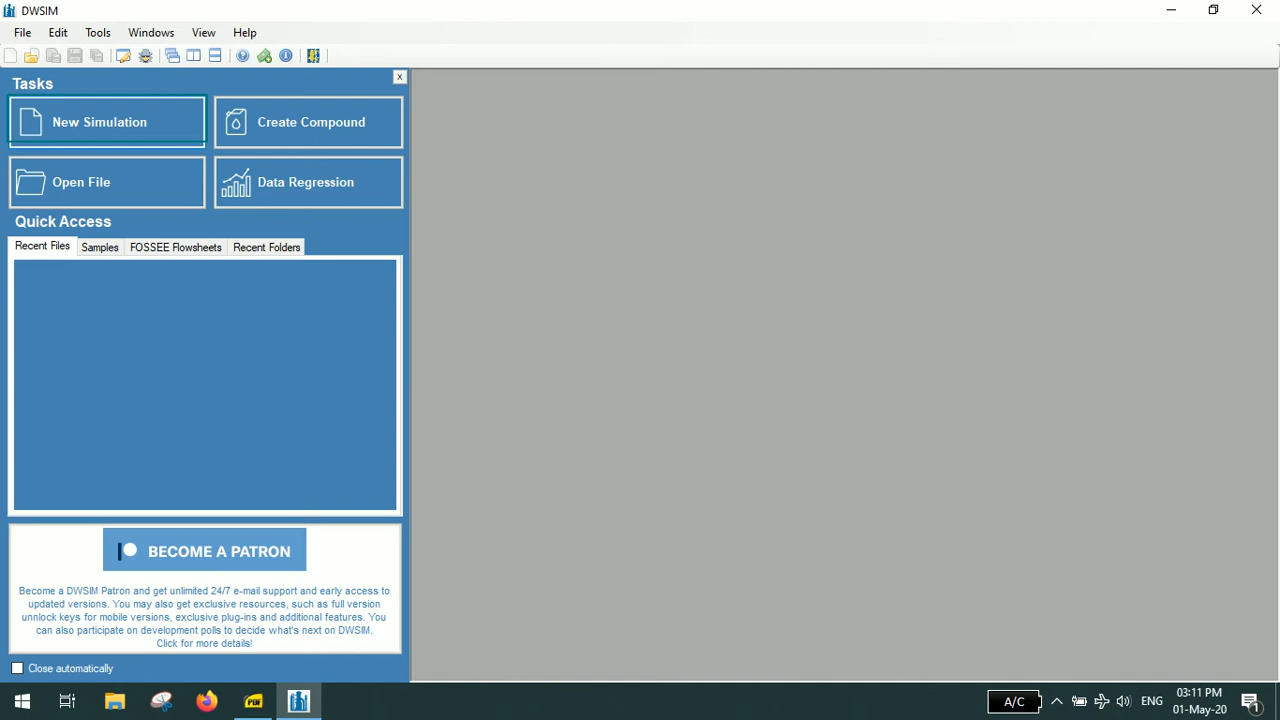 DWSIM
File Edit Tools Windows View Help
Tasks
x
New Simulation
Create Compound
Open File
Data Regression
Quick Access
Recent Files Samples FOSSEE Flowsheets Recent Folders
BECOME A PATRON
Become a DWSIM Patron and get unlimited 24/7 e-mail support and early access to
updated versions. You may also get exclusive resources, such as full version
unnlock keys for mobile versions, exclusive plug-ins and additional features. You
can also participate on development polls to decide what's next on DWSIM.
Click for more details!
Close automatically
PDF
A/C
ENG
03:11 PM
01-May-20
1